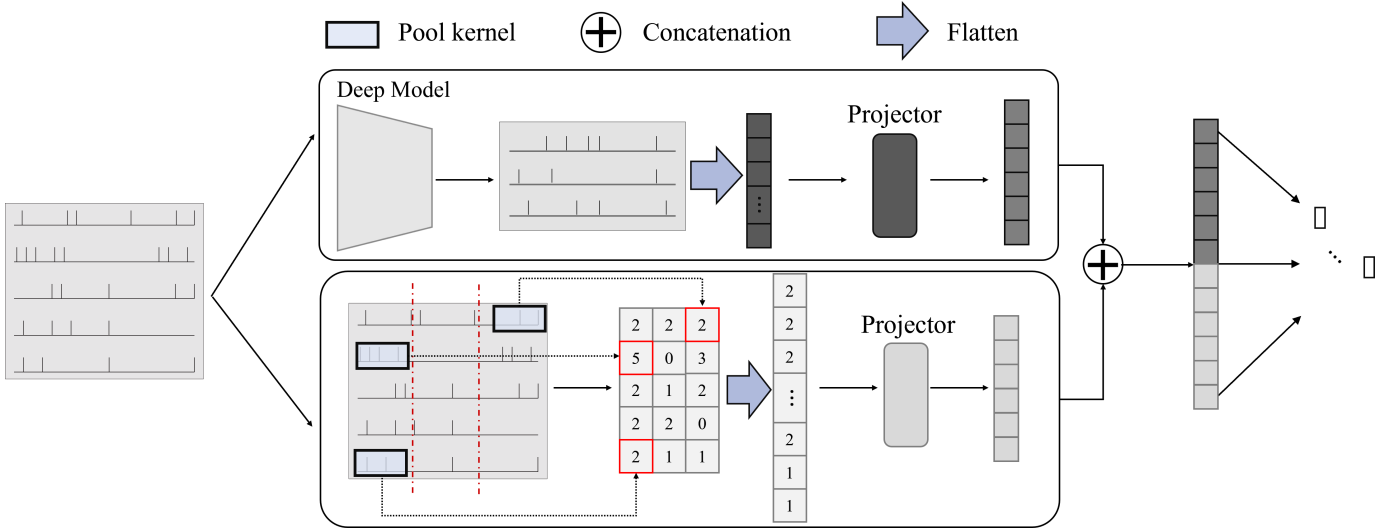 Pool kernel
Concatenation
Flatten
Deep Model
Projector
...
Projector
2 2 2
5 0 3
2 1 2
2 2 0
2 1 1
2
2
2
...
2
1
1
...